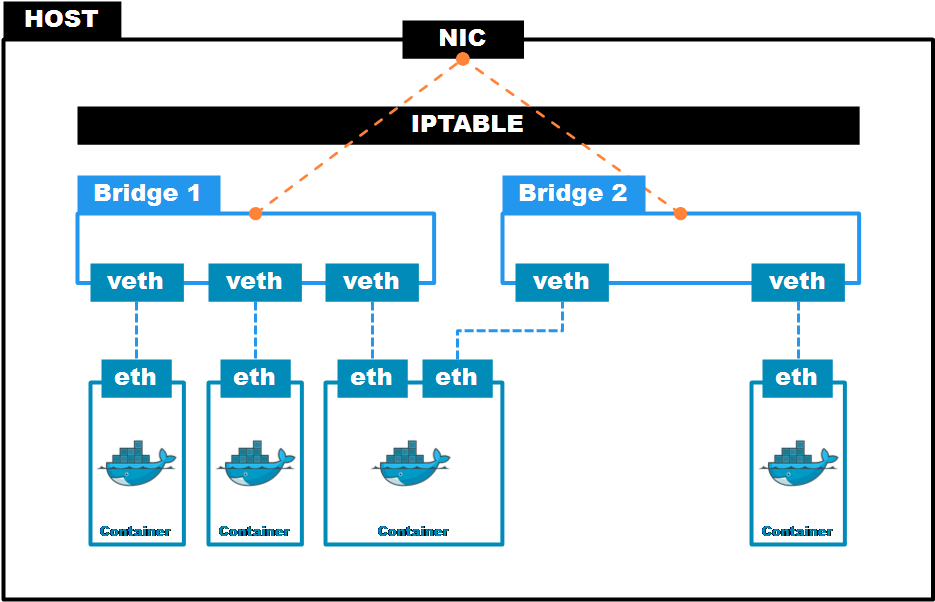 HOST
NIC
IPTABLE
Bridge 1
Bridge 2
veth
veth
veth
veth
veth
eth
eth
eth
eth
eth
Container
Container
Container
Container